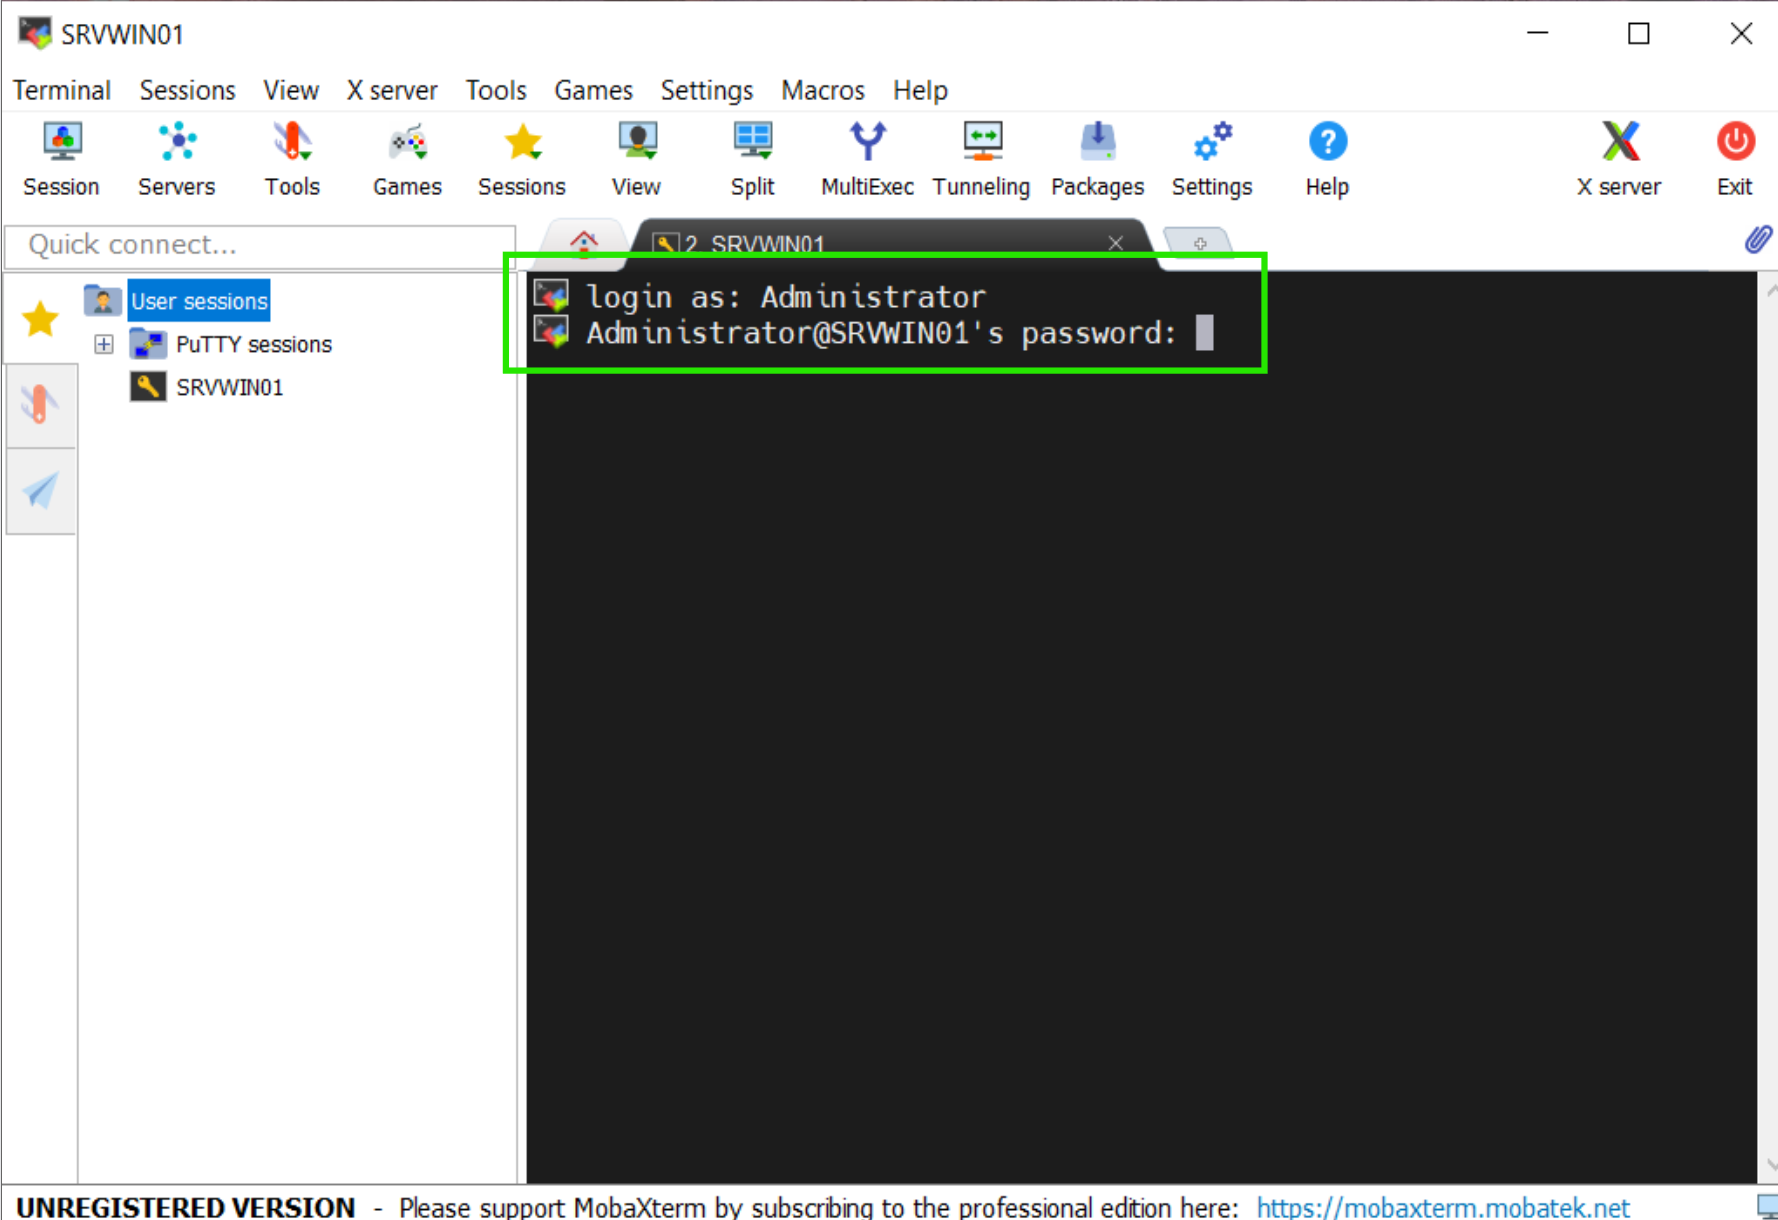 SRVWIN01
Terminal Sessions View X server Tools Games Settings Macros Help
Session Servers Tools Games Sessions View Split MultiExec Tunneling Packages Settings Help X server Exit
Quick connect...
2. SRVWIN01
User sessions
PuTTY sessions
SRVWIN01
login as: Administrator
Administrator@SRVWIN01's password:
UNREGISTERED VERSION - Please support MobaXterm by subscribing to the professional edition here: https://mobaxterm.mobatek.net